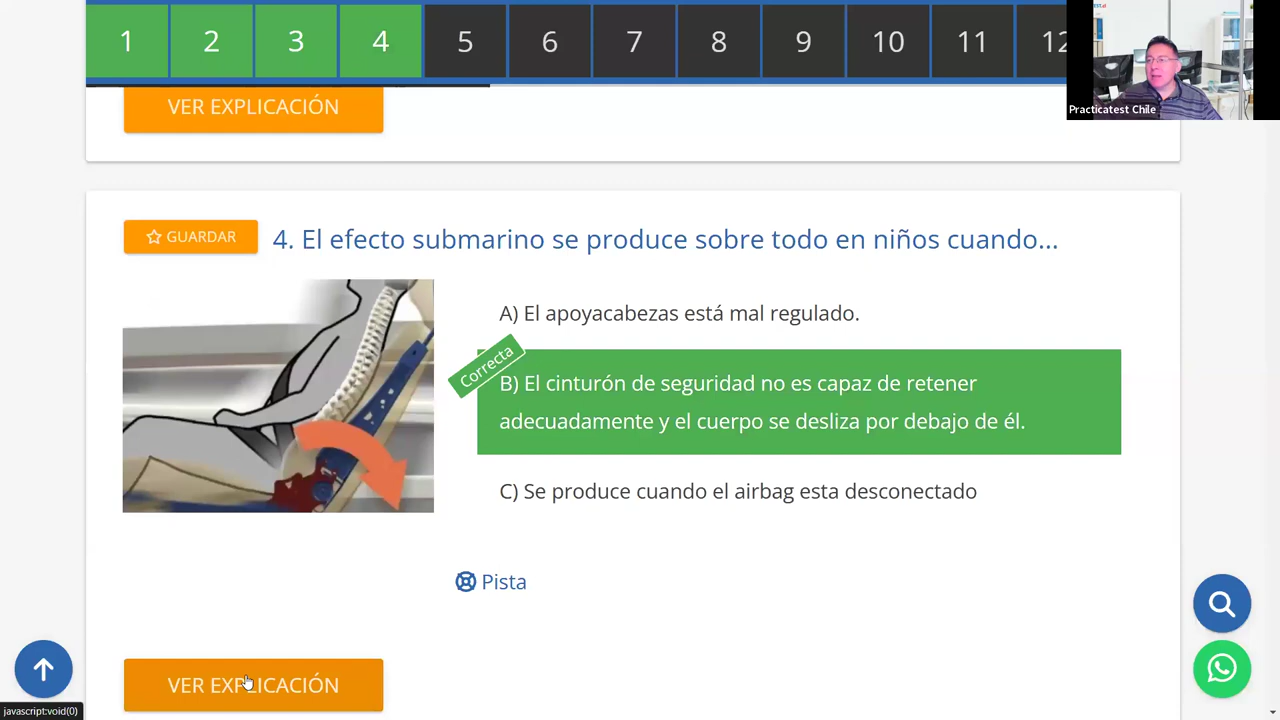 1 2 3 4 5 6 7 8 9 10 11 12
Practicatest Chile
VER EXPLICACIÓN
GUARDAR
4. El efecto submarino se produce sobre todo en niños cuando...
A) El apoyacabezas está mal regulado.
Correcta
B) El cinturón de seguridad no es capaz de retener
adecuadamente y el cuerpo se desliza por debajo de él.
C) Se produce cuando el airbag esta desconectado
Pista
VER EXPLICACIÓN
javascript:void(0)